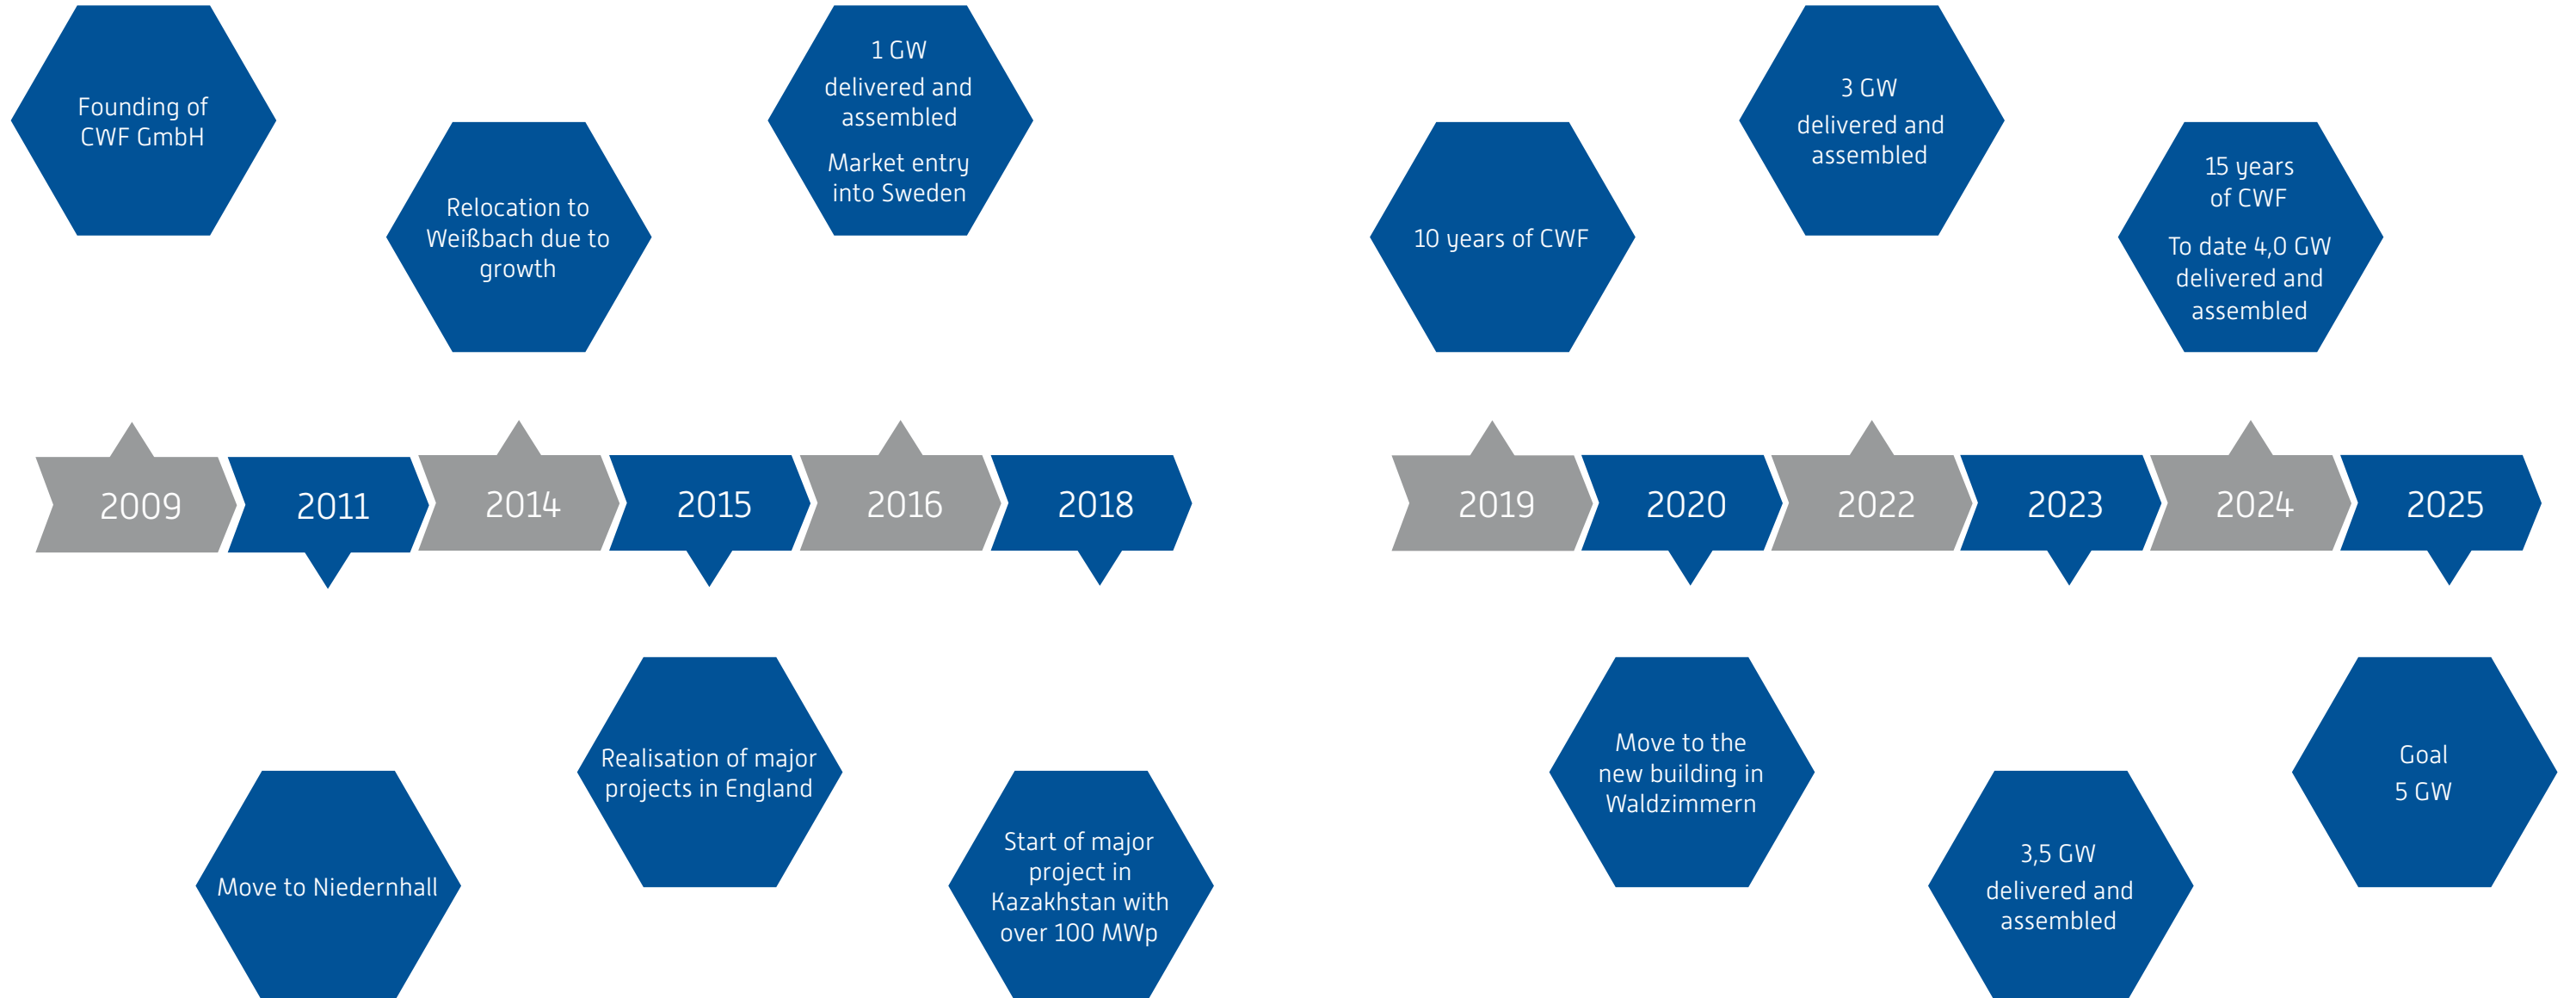 Founding of
CWF GmbH
Relocation to
Weißbach due to
growth
1 GW
delivered and
assembled
Market entry
into Sweden
10 years of CWF
3 GW
delivered and
assembled
15 years
of CWF
To date 4,0 GW
delivered and
assembled
2009
2011
2014
2015
2016
2018
2019
2020
2022
2023
2024
2025
Move to Niedernhall
Realisation of major
projects in England
Start of major
project in
Kazakhstan with
over 100 MWp
Move to the
new building in
Waldzimmern
3,5 GW
delivered and
assembled
Goal
5 GW